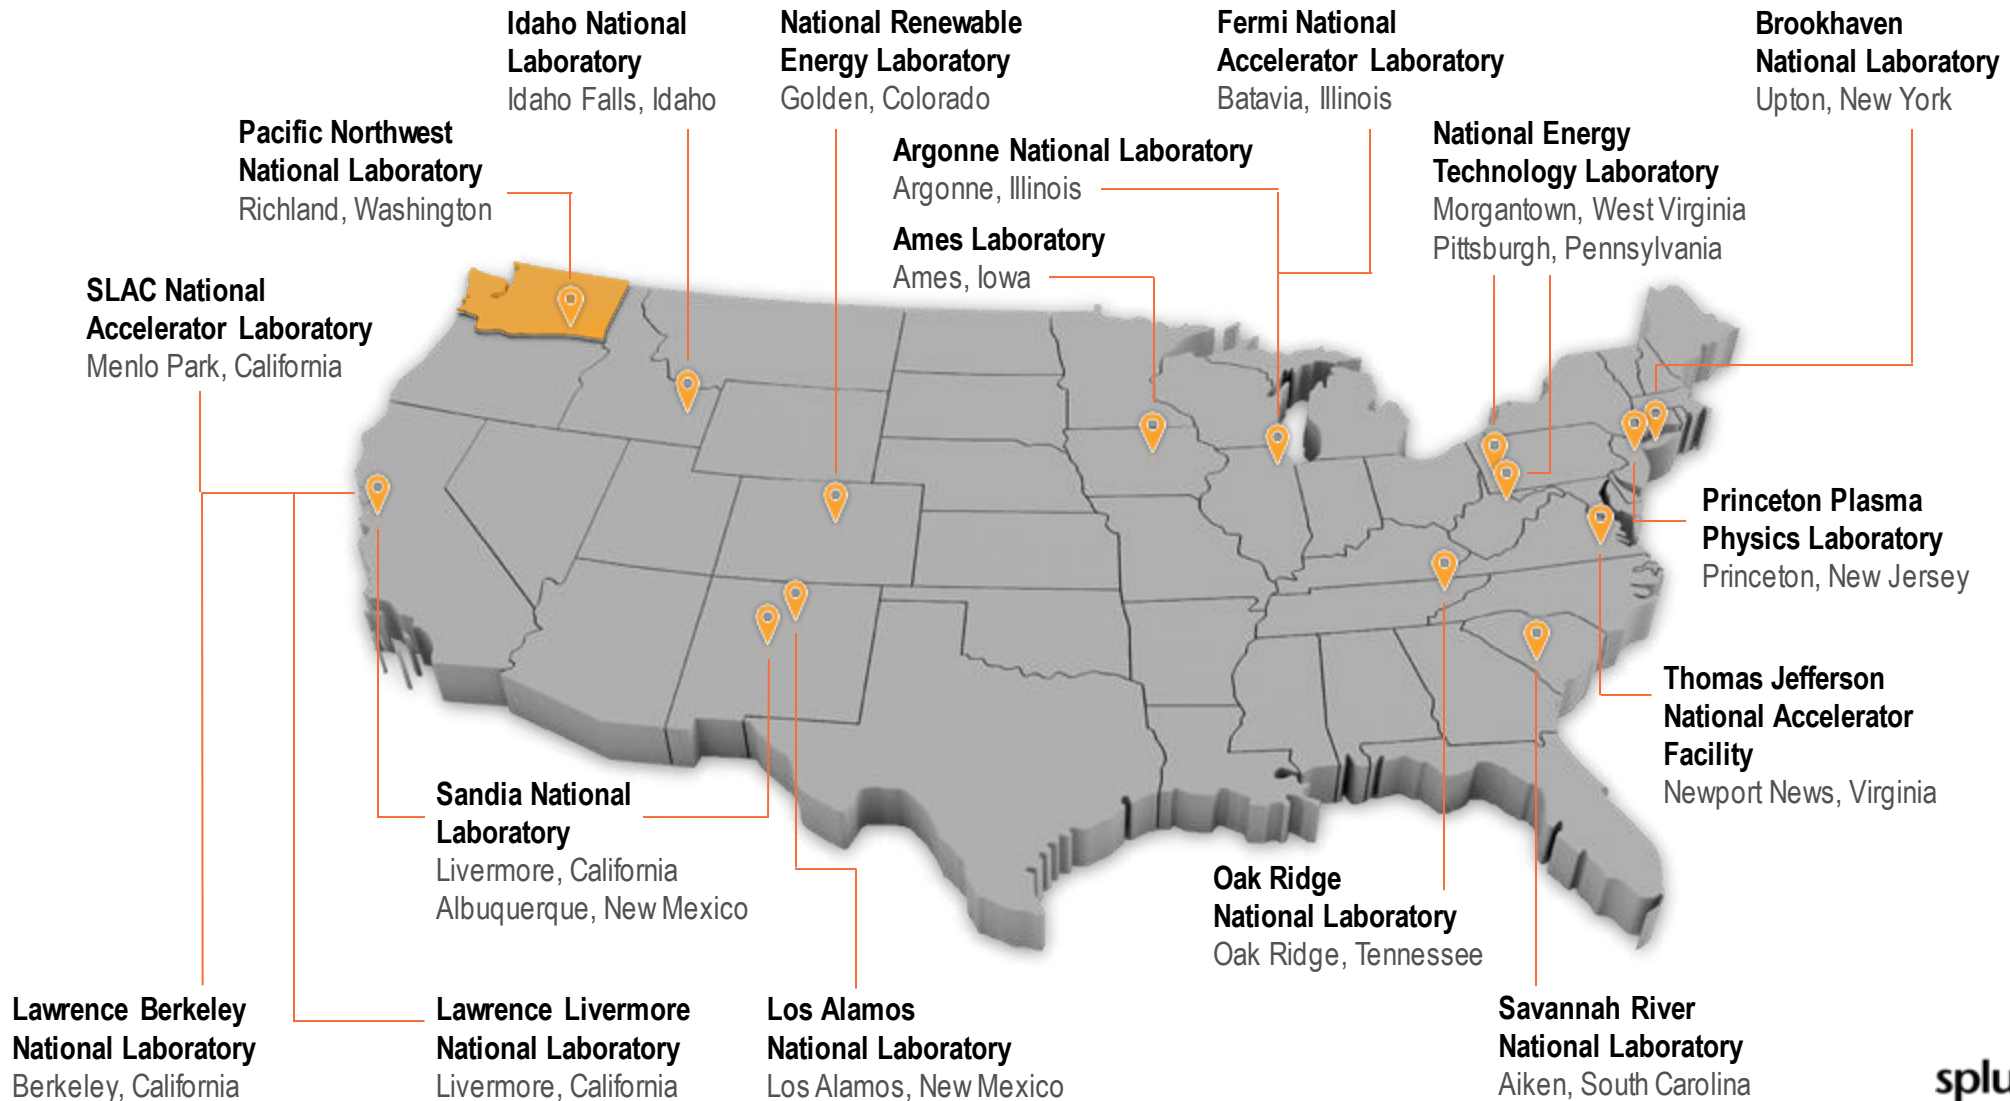 Idaho National
Laboratory
Idaho Falls, Idaho
National Renewable
Energy Laboratory
Golden, Colorado
Fermi National
Accelerator Laboratory
Batavia, Illinois
Brookhaven
National Laboratory
Upton, New York
Pacific Northwest
National Laboratory
Richland, Washington
Argonne National Laboratory
Argonne, Illinois
National Energy
Technology Laboratory
Morgantown, West Virginia
Pittsburgh, Pennsylvania
Ames Laboratory
Ames, Iowa
SLAC National
Accelerator Laboratory
Menlo Park, California
Princeton Plasma
Physics Laboratory
Princeton, New Jersey
Thomas Jefferson
National Accelerator
Facility
Newport News, Virginia
Sandia National
Laboratory
Livermore, California
Albuquerque, New Mexico
Oak Ridge
National Laboratory
Oak Ridge, Tennessee
Lawrence Berkeley
National Laboratory
Berkeley, California
Lawrence Livermore
National Laboratory
Livermore, California
Los Alamos
National Laboratory
Los Alamos, New Mexico
Savannah River
National Laboratory
Aiken, South Carolina
splu